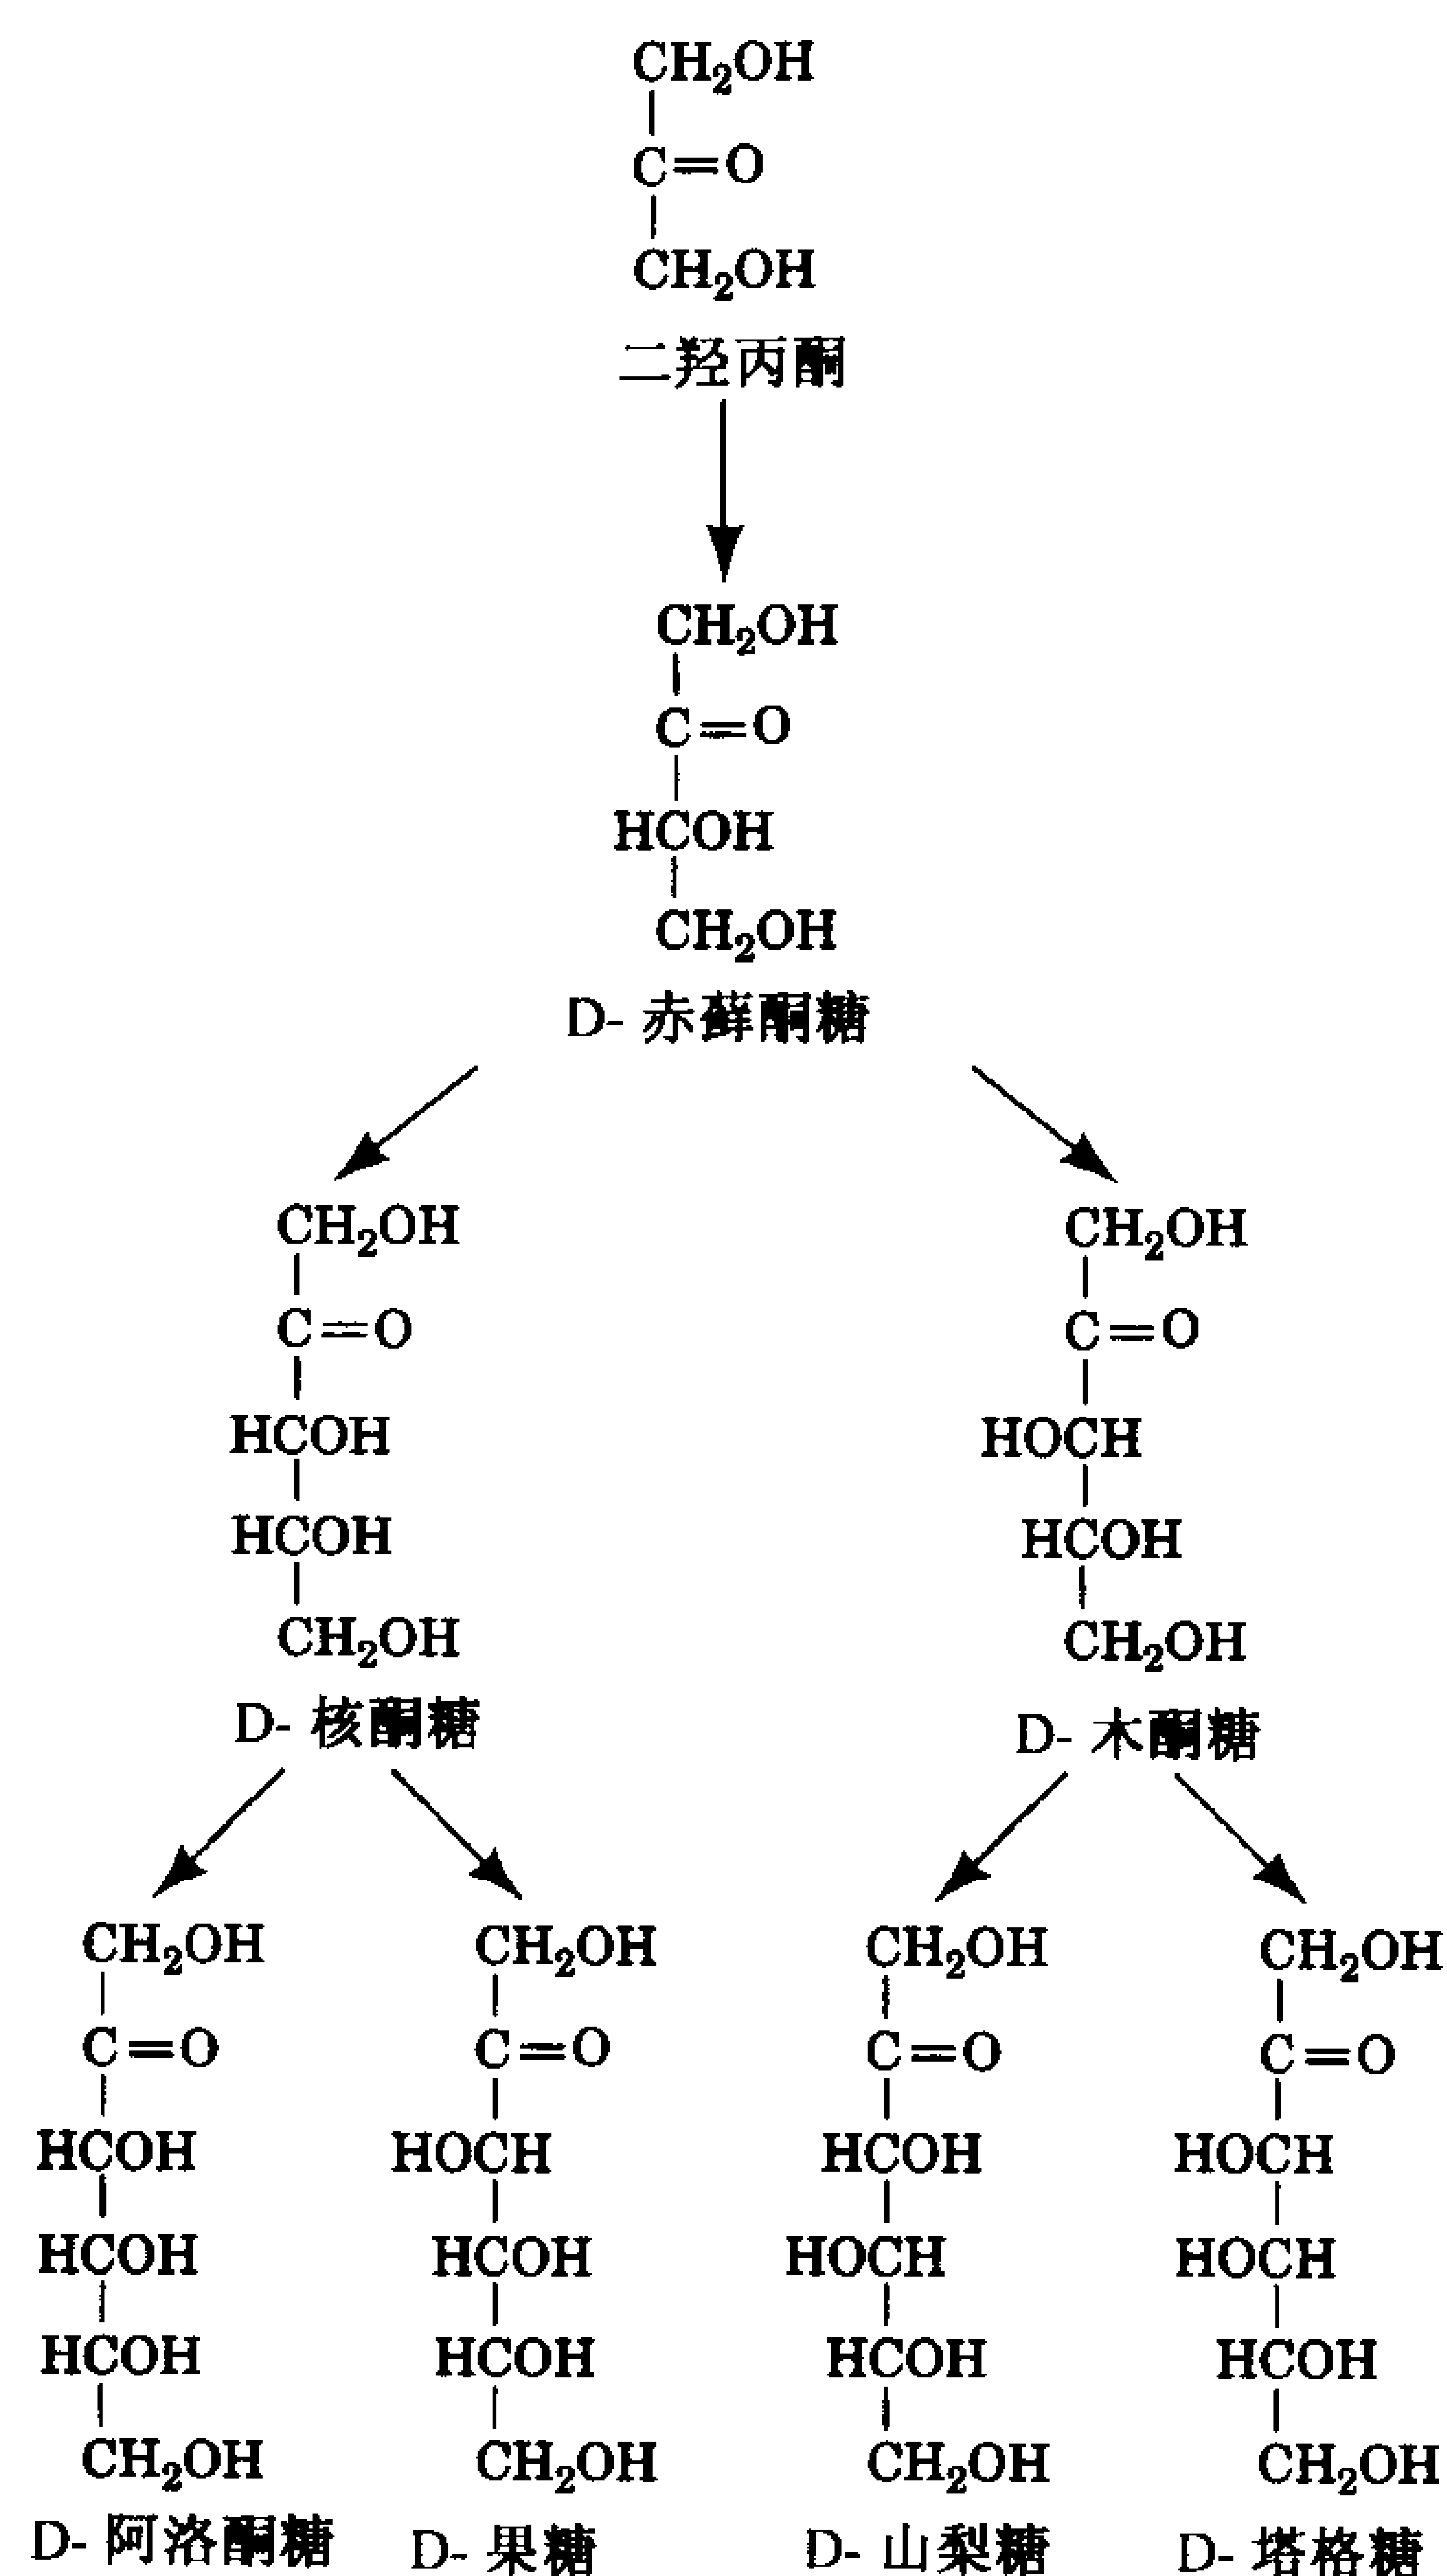 CH₂OH
C=O
CH₂OH
二羟丙酮
CH₂OH
C=O
HCOH
CH₂OH
D- 赤藓酮糖
CH₂OH
C=O
HCOH
HCOH
CH₂OH
D- 核酮糖
CH₂OH
C=O
HOCH
HCOH
CH₂OH
D- 木酮糖
CH₂OH
C=O
HCOH
HCOH
HCOH
CH₂OH
D- 阿洛酮糖
CH₂OH
C=O
HOCH
HCOH
HCOH
CH₂OH
D- 果糖
CH₂OH
C=O
HCOH
HOCH
HCOH
CH₂OH
D- 山梨糖
CH₂OH
C=O
HOCH
HOCH
HCOH
CH₂OH
D- 塔格糖